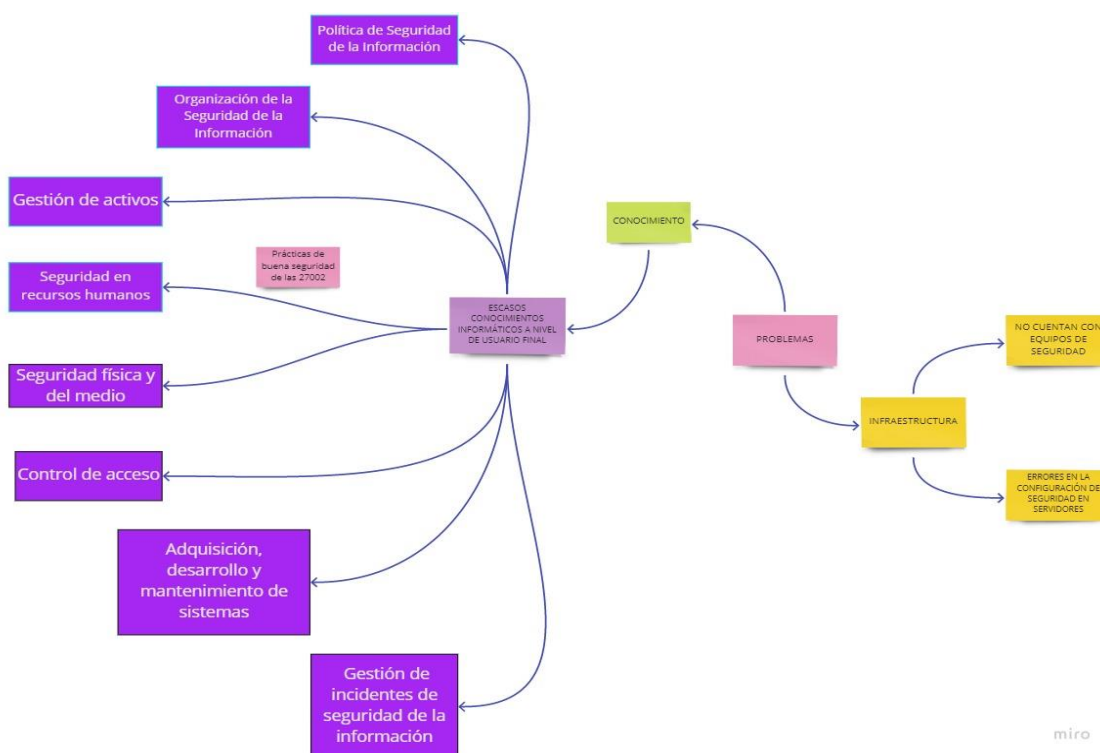 Política de Seguridad
de la Información
Organización de la
Seguridad de la
Información
Gestión de activos
Seguridad en
recursos humanos
Prácticas de
buena seguridad
de las 27002
Seguridad física y
del medio
Control de acceso
Adquisición,
desarrollo y
mantenimiento de
sistemas
Gestión de
incidentes de
seguridad de la
información
ESCASOS
CONOCIMIENTOS
INFORMÁTICOS A NIVEL
DE USUARIO FINAL
CONOCIMIENTO
PROBLEMAS
INFRAESTRUCTURA
NO CUENTAN CON
EQUIPOS DE
SEGURIDAD
ERRORES EN LA
CONFIGURACIÓN DE
SEGURIDAD EN
SERVIDORES
miro